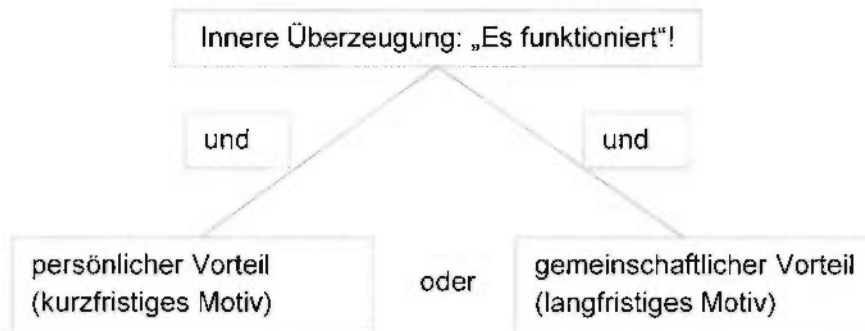 Innere Überzeugung: „Es funktioniert“!
und
und
persönlicher Vorteil
(kurzfristiges Motiv)
oder
gemeinschaftlicher Vorteil
(langfristiges Motiv)